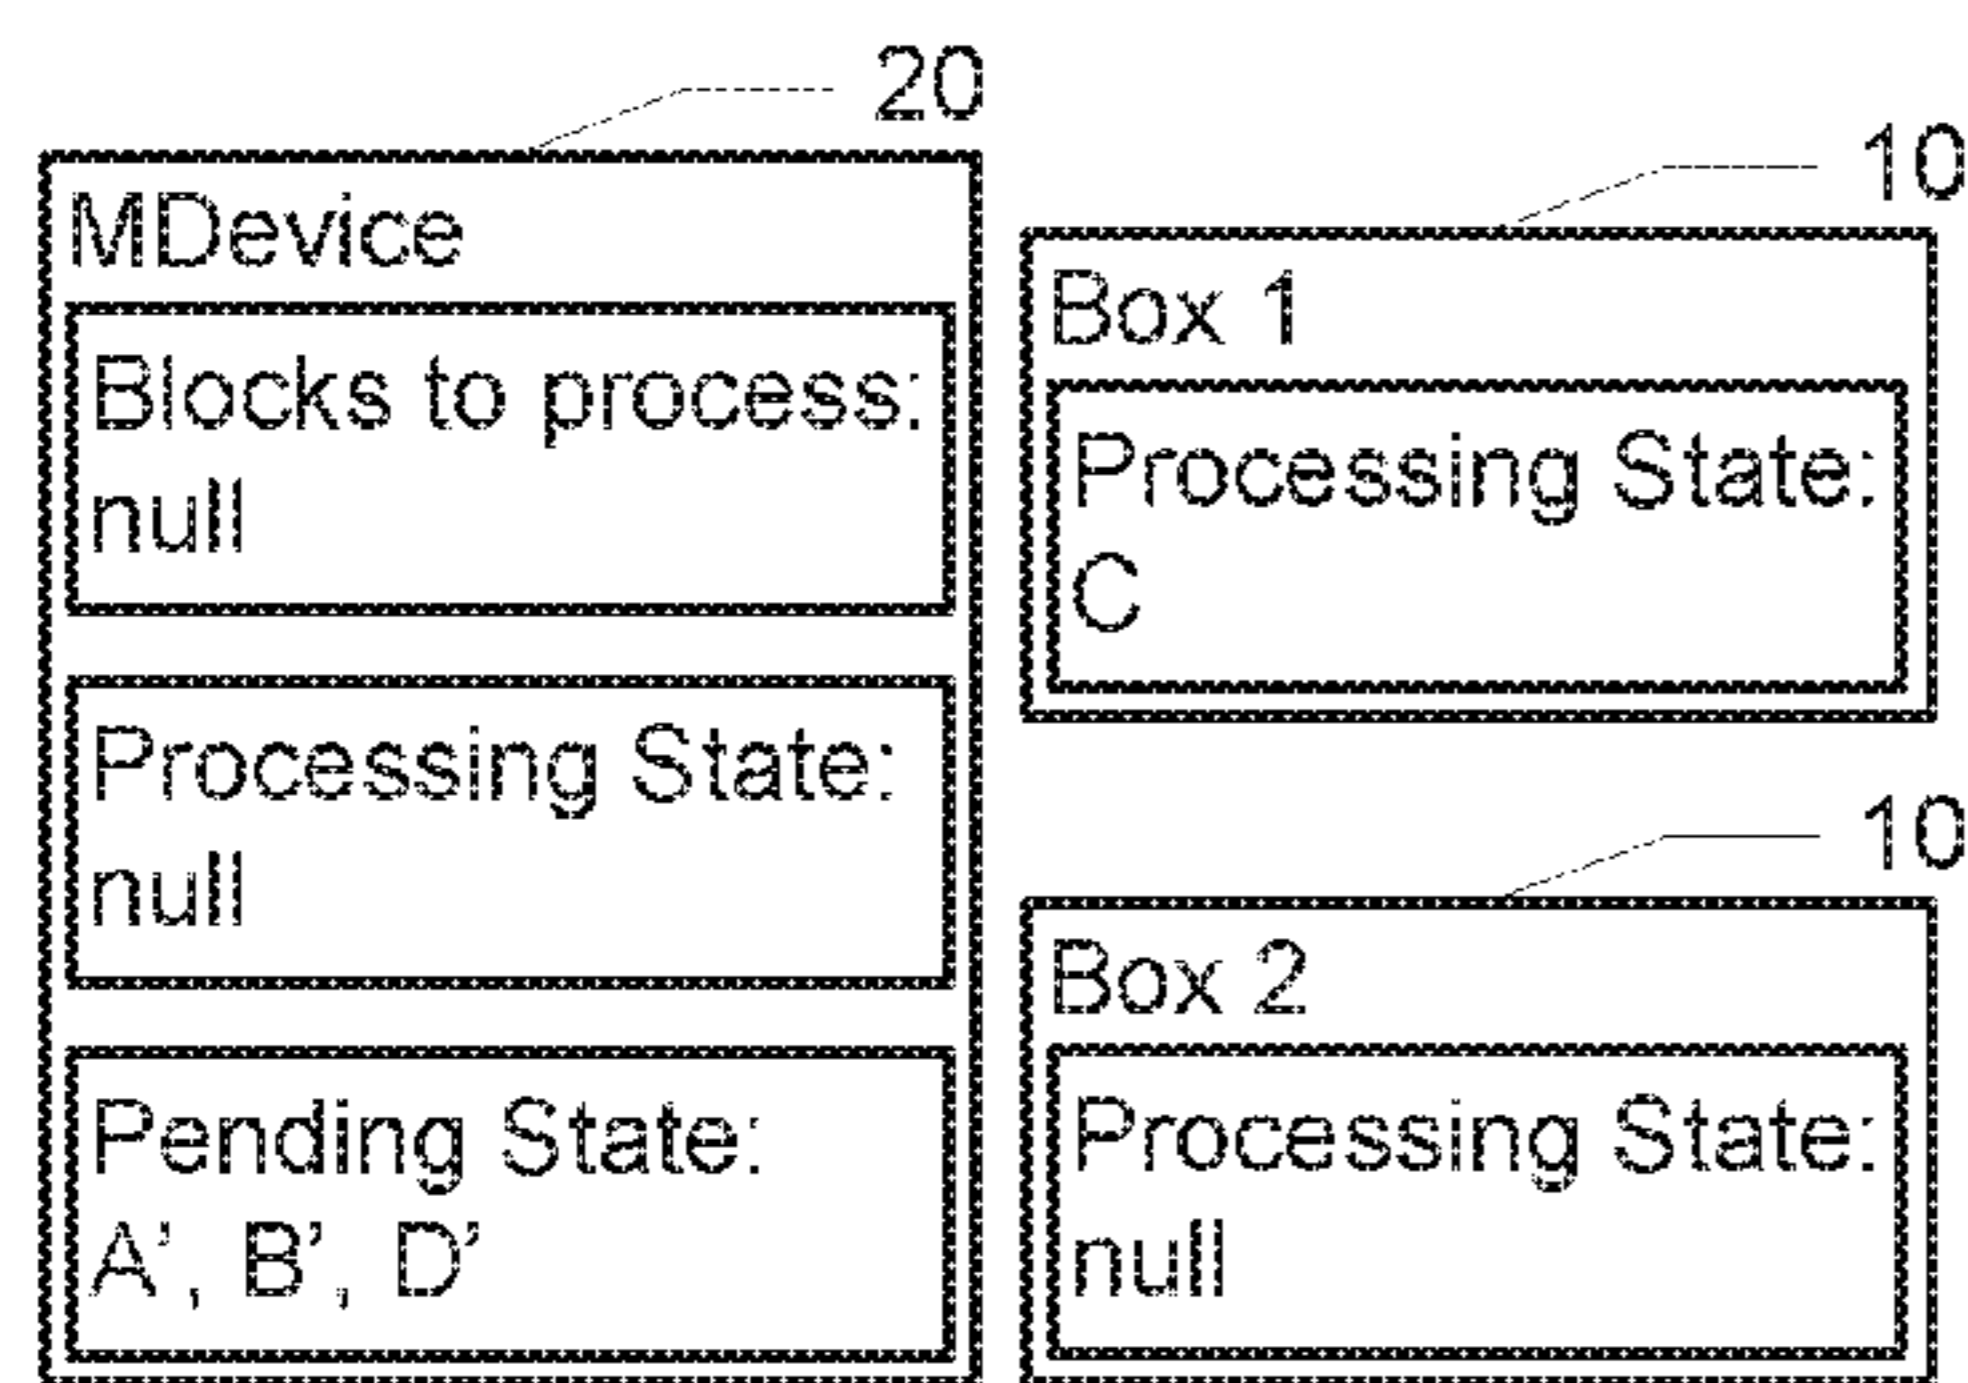 20
MDevice
Blocks to process:
null
Processing State:
null
Pending State:
A’, B’, D’
10
Box 1
Processing State:
C
10
Box 2
Processing State:
null